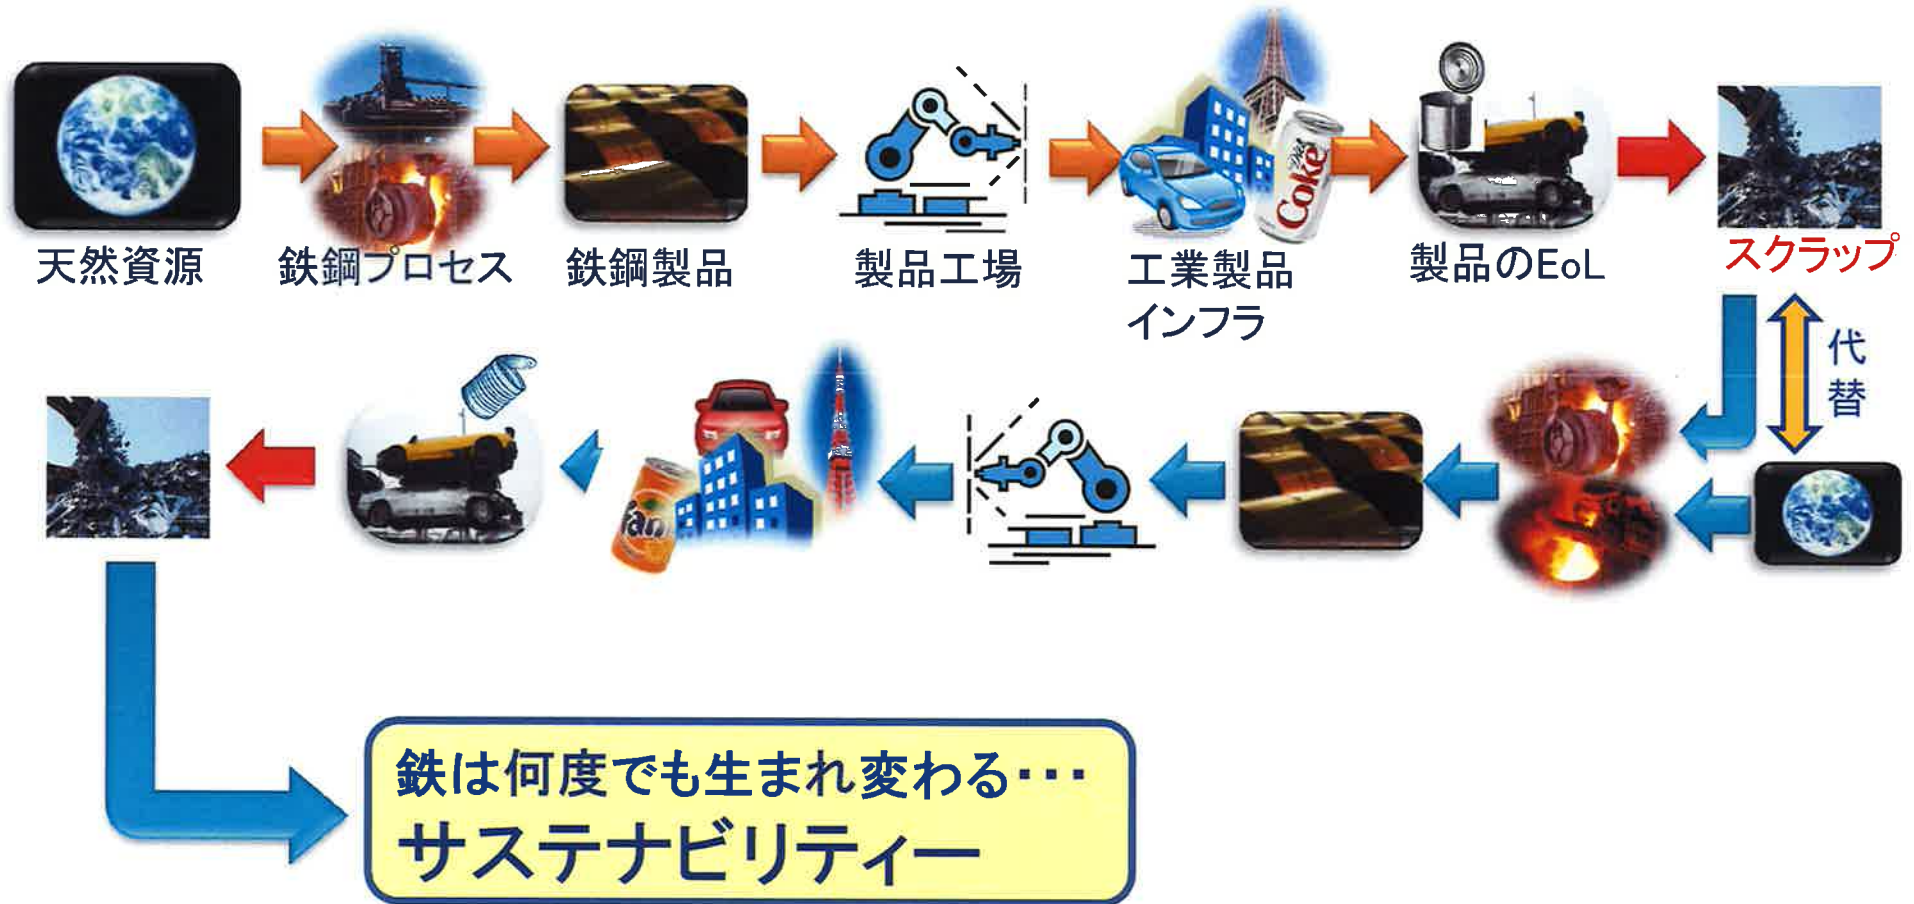 天然資源
鉄鋼プロセス
鉄鋼製品
製品工場
工業製品
インフラ
製品のEoL
スクラップ
Diet
Coke
代
替
鉄は何度でも生まれ変わる・・・
サステナビリティー